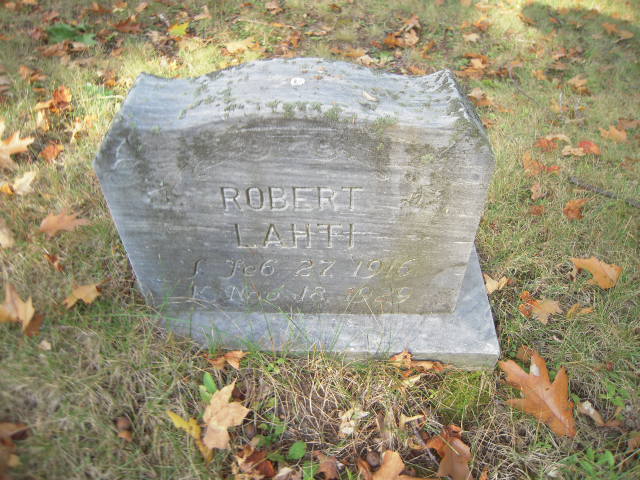 ROBERT
LAHTI
S Feb 27, 1916
K Nov 18,